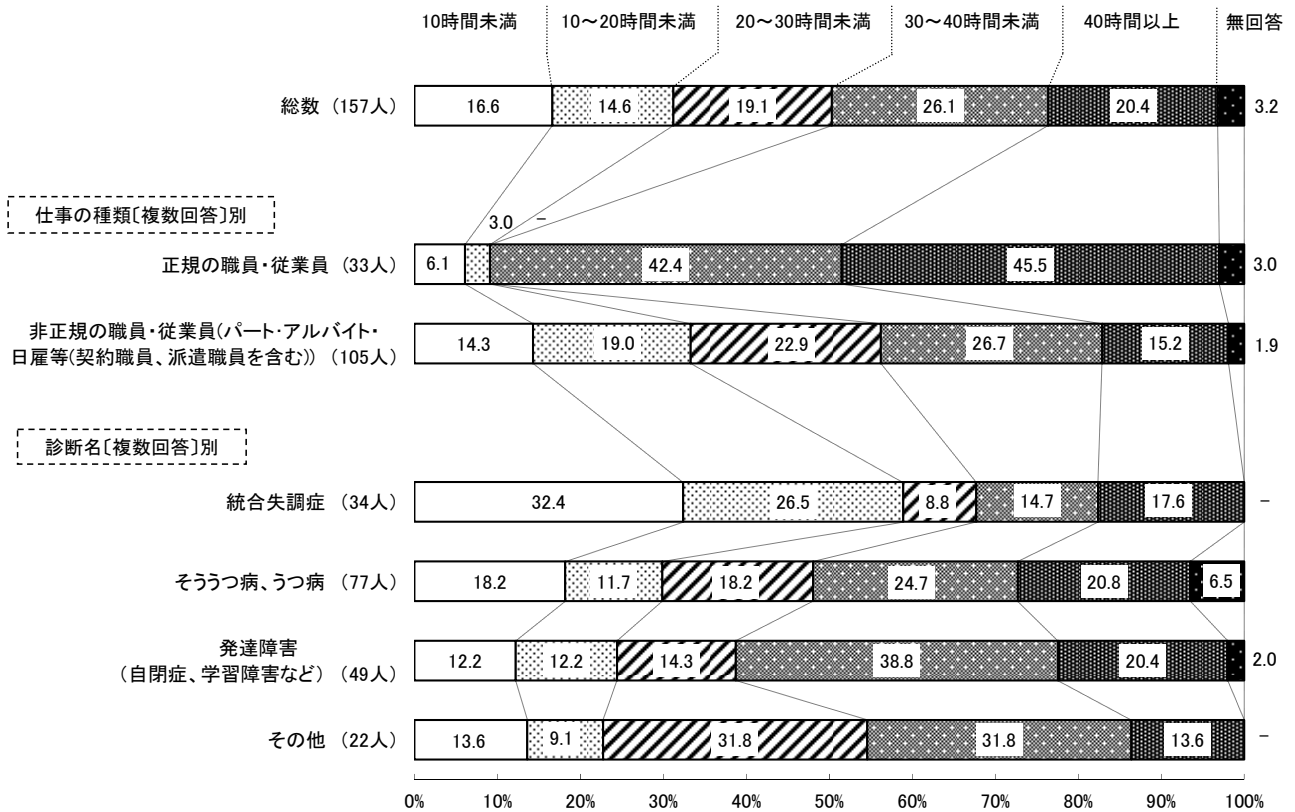 10時間未満 10～20時間未満 20～30時間未満 30～40時間未満 40時間以上 無回答
総数 (157人) 16.6 14.6 19.1 26.1 20.4 3.2
仕事の種類〔複数回答〕別
3.0 －
正規の職員・従業員 (33人) 6.1 42.4 45.5 3.0
非正規の職員・従業員(パート・アルバイト・
日雇等(契約職員、派遣職員を含む)) (105人) 14.3 19.0 22.9 26.7 15.2 1.9
診断名〔複数回答〕別
統合失調症 (34人) 32.4 26.5 8.8 14.7 17.6 －
そううつ病、うつ病 (77人) 18.2 11.7 18.2 24.7 20.8 6.5
発達障害
(自閉症、学習障害など) (49人) 12.2 12.2 14.3 38.8 20.4 2.0
その他 (22人) 13.6 9.1 31.8 31.8 13.6 －
0% 10% 20% 30% 40% 50% 60% 70% 80% 90% 100%